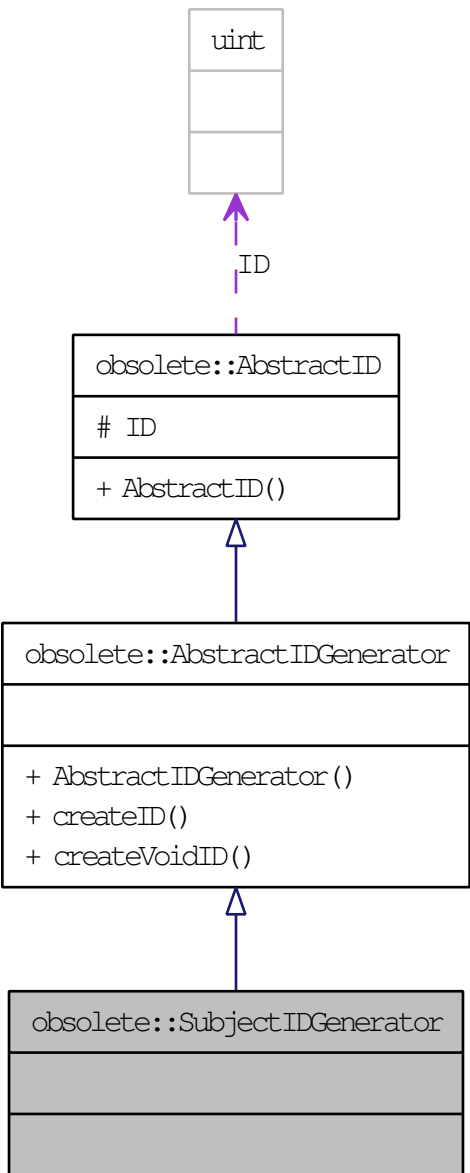 uint
ID
obsolete::AbstractID
# ID
+ AbstractID()
obsolete::AbstractIDGenerator
+ AbstractIDGenerator()
+ createID()
+ createVoidID()
obsolete::SubjectIDGenerator